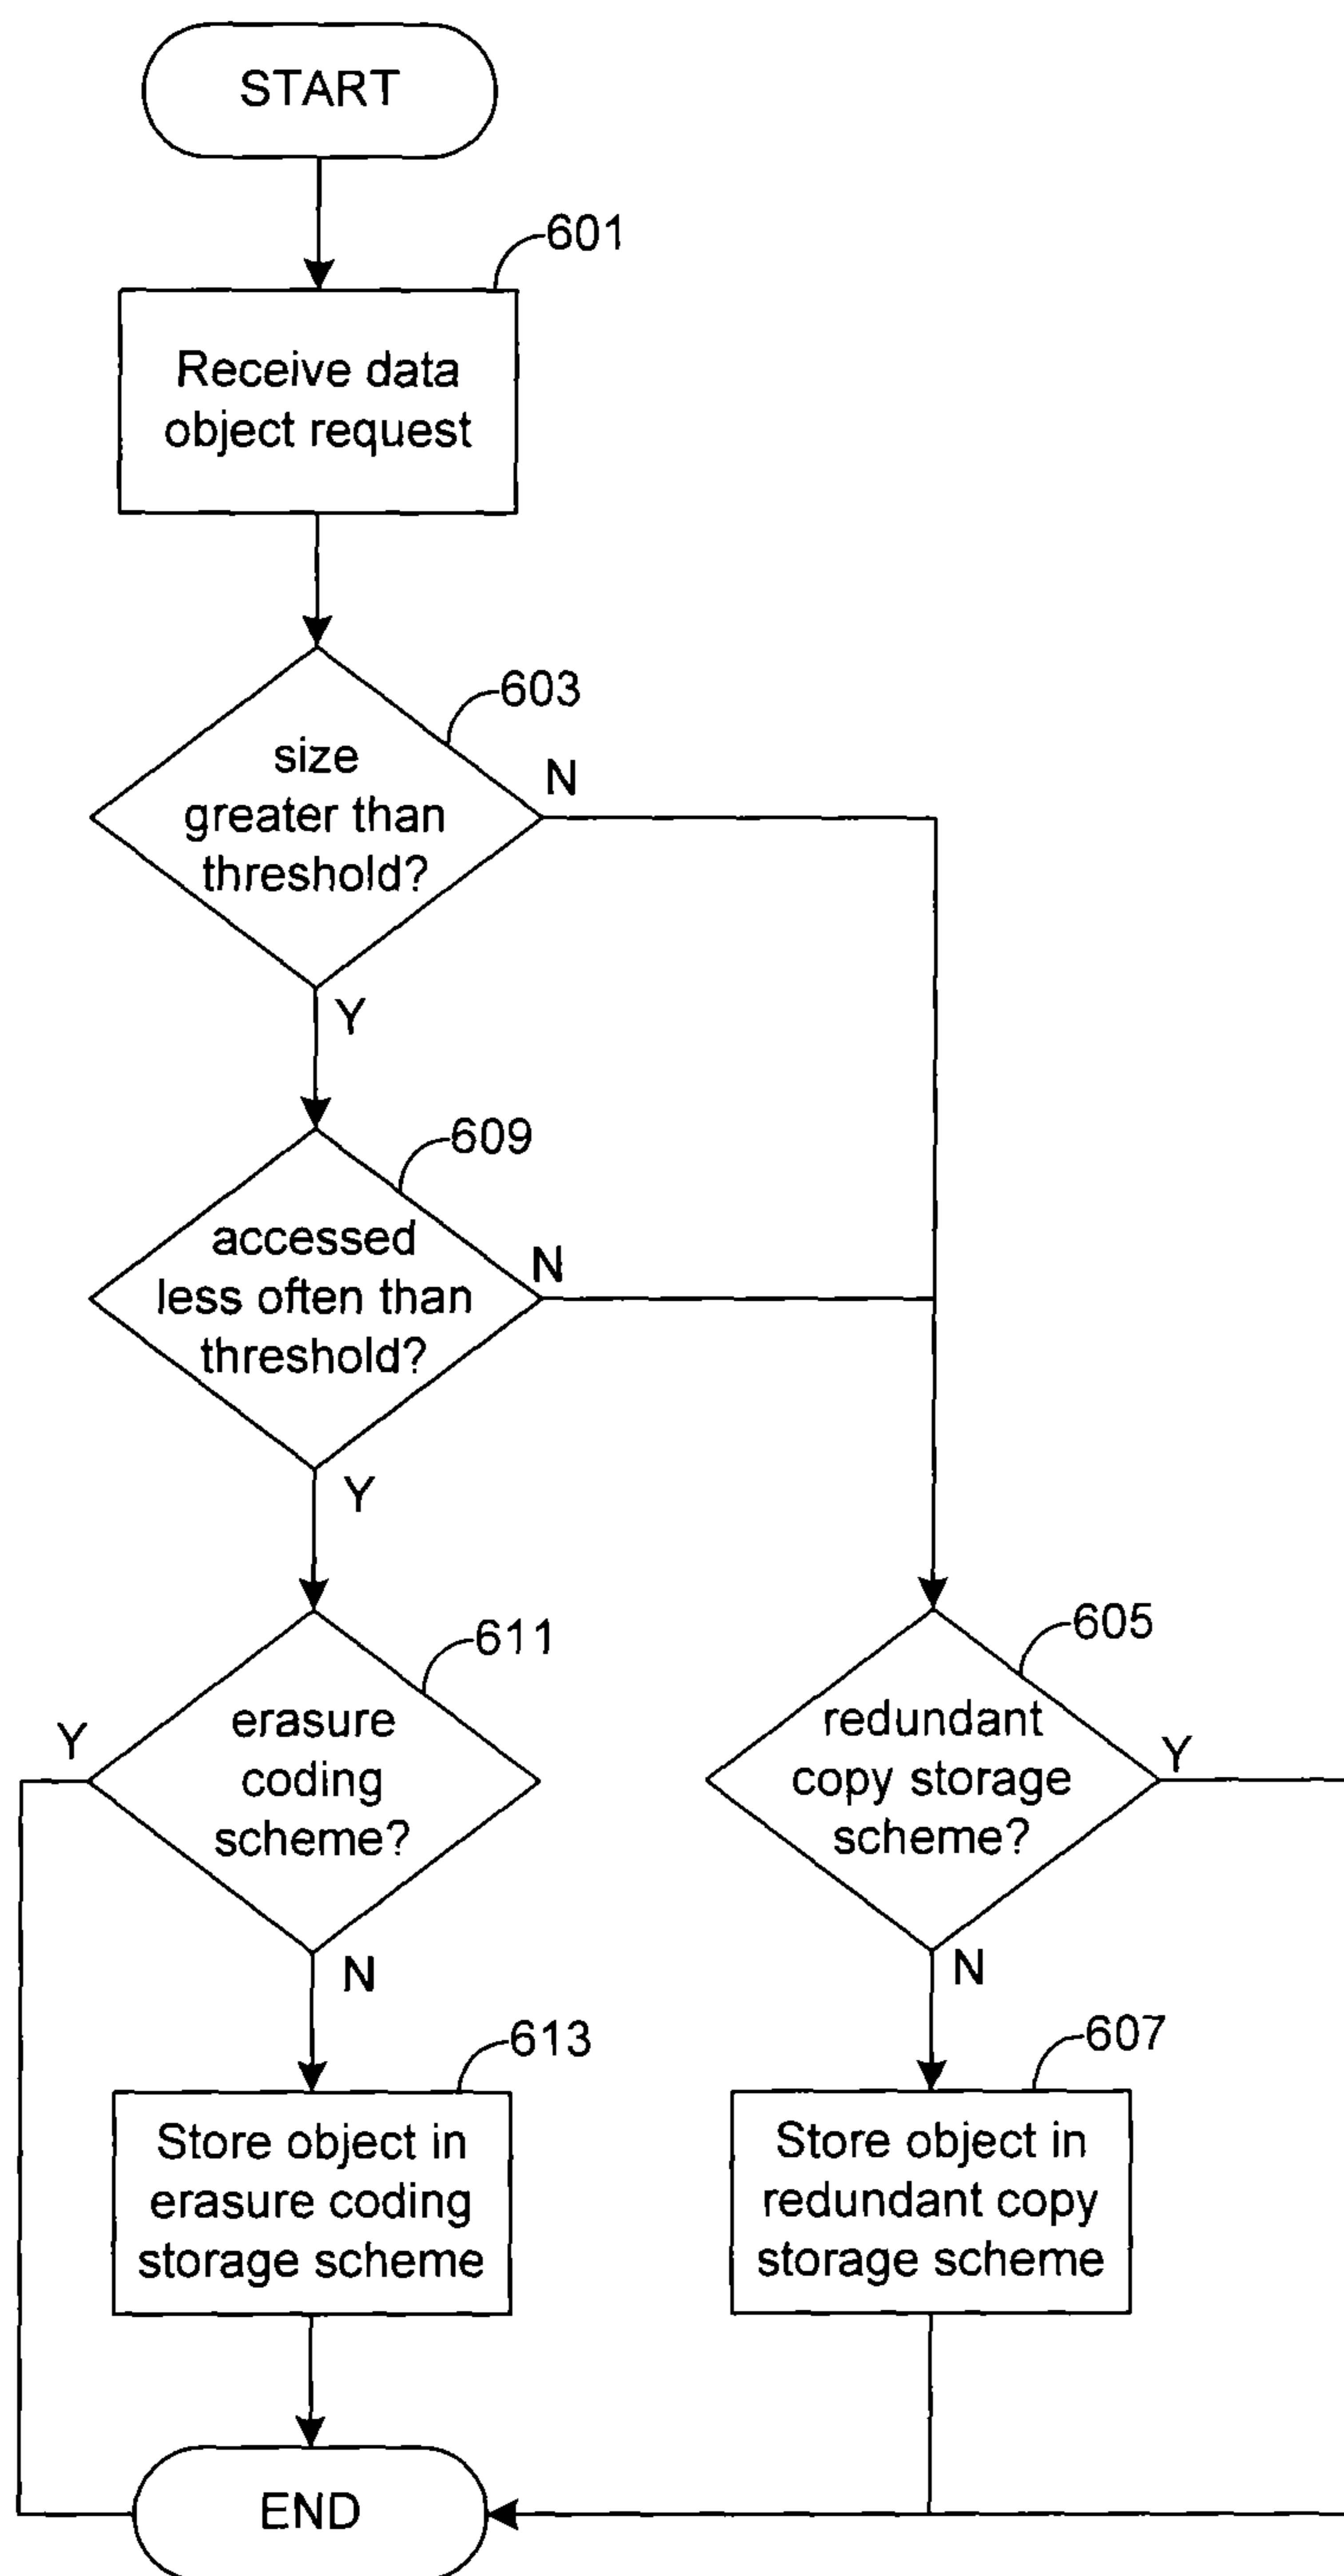 START
601
Receive data
object request
603
size
greater than
threshold?
N
Y
609
accessed
less often than
threshold?
N
Y
611
erasure
coding
scheme?
Y
N
605
redundant
copy storage
scheme?
Y
N
613
Store object in
erasure coding
storage scheme
607
Store object in
redundant copy
storage scheme
END